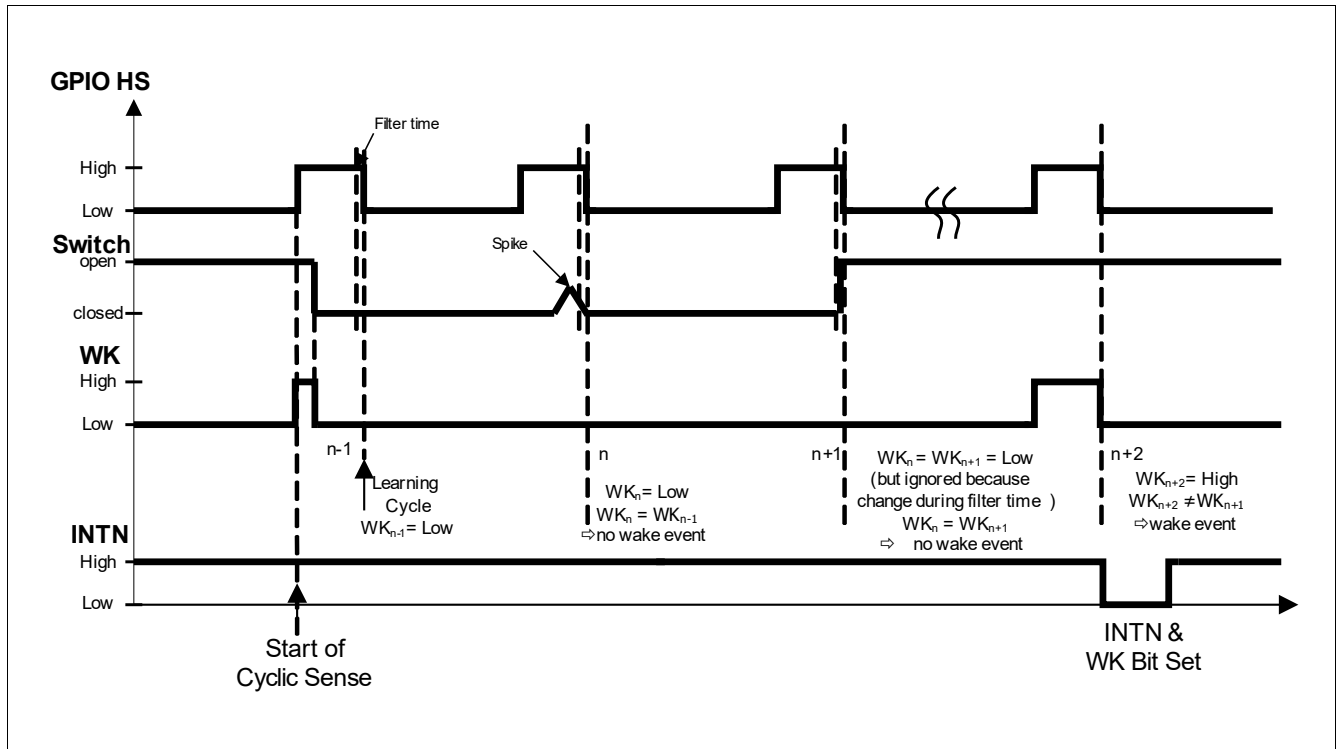 GPIO HS
Filter time
High
Low
Switch
open
Spike
closed
WK
High
Low
n-1
n
n+1
n+2
Learning
Cycle
WKn-1= Low
WKn= Low
WKn = WKn-1
⇨no wake event
WKn = WKn+1 = Low
(but ignored because
change during filter time )
WKn = WKn+1
⇨ no wake event
WKn+2= High
WKn+2 ≠WKn+1
⇨wake event
INTN
High
Low
Start of
Cyclic Sense
INTN &
WK Bit Set